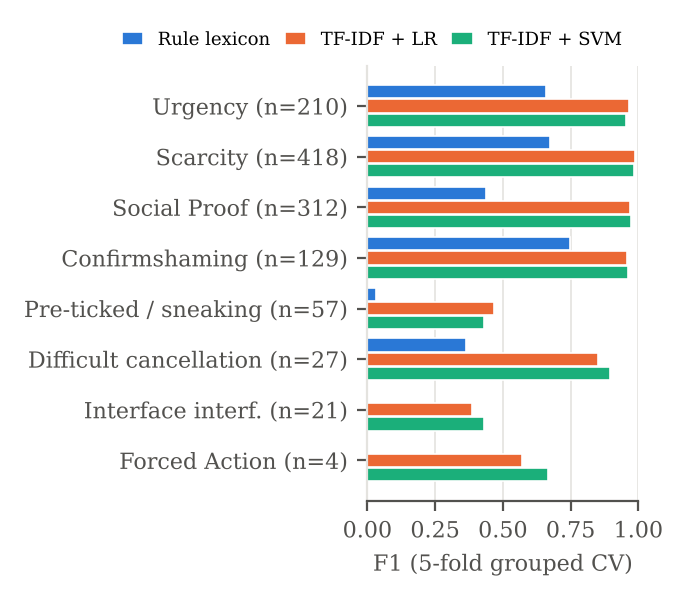 Rule lexicon TF-IDF + LR TF-IDF + SVM
Urgency (n=210)
Scarcity (n=418)
Social Proof (n=312)
Confirmshaming (n=129)
Pre-ticked / sneaking (n=57)
Difficult cancellation (n=27)
Interface interf. (n=21)
Forced Action (n=4)
0.00 0.25 0.50 0.75 1.00
F1 (5-fold grouped CV)